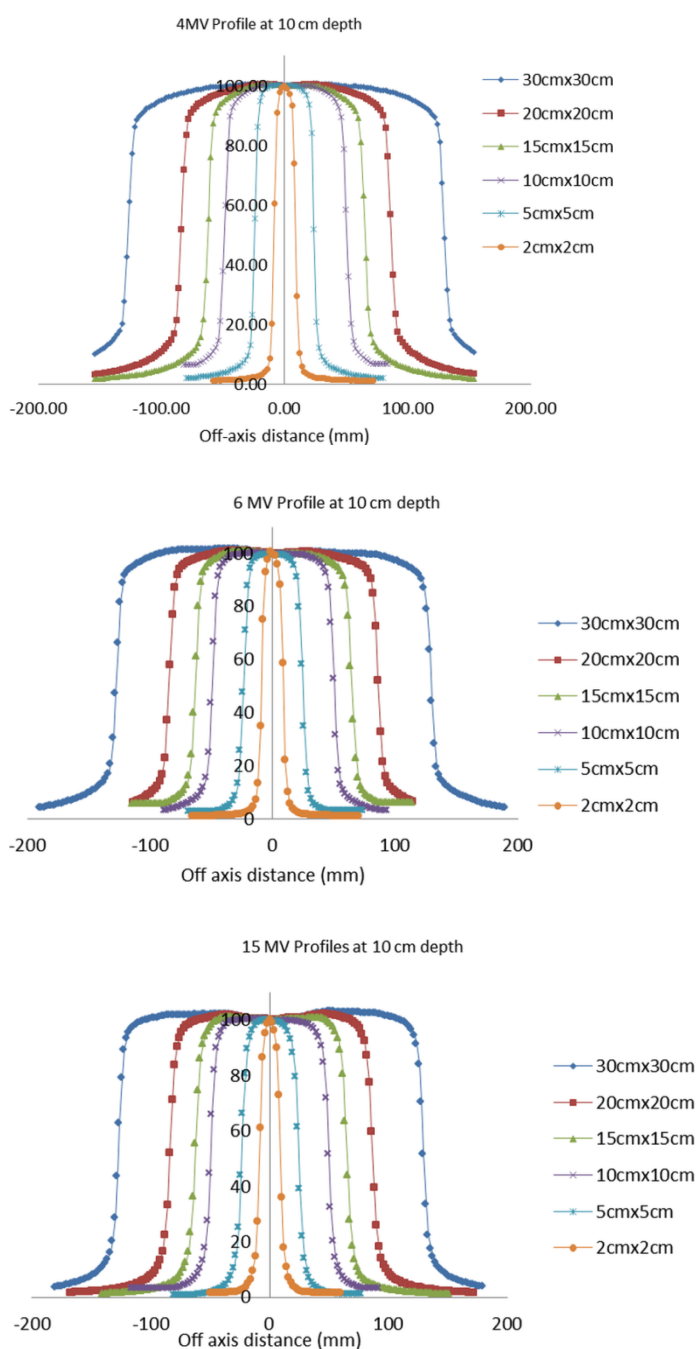 4MV Profile at 10 cm depth
100.00
80.00
60.00
40.00
20.00
0.00
-200.00 -100.00 0.00 100.00 200.00
Off-axis distance (mm)
30cmx30cm
20cmx20cm
15cmx15cm
10cmx10cm
5cmx5cm
2cmx2cm
6 MV Profile at 10 cm depth
100
80
60
40
20
0
-200 -100 0 100 200
Off axis distance (mm)
30cmx30cm
20cmx20cm
15cmx15cm
10cmx10cm
5cmx5cm
2cmx2cm
15 MV Profiles at 10 cm depth
100
80
60
40
20
0
-200 -100 0 100 200
Off axis distance (mm)
30cmx30cm
20cmx20cm
15cmx15cm
10cmx10cm
5cmx5cm
2cmx2cm